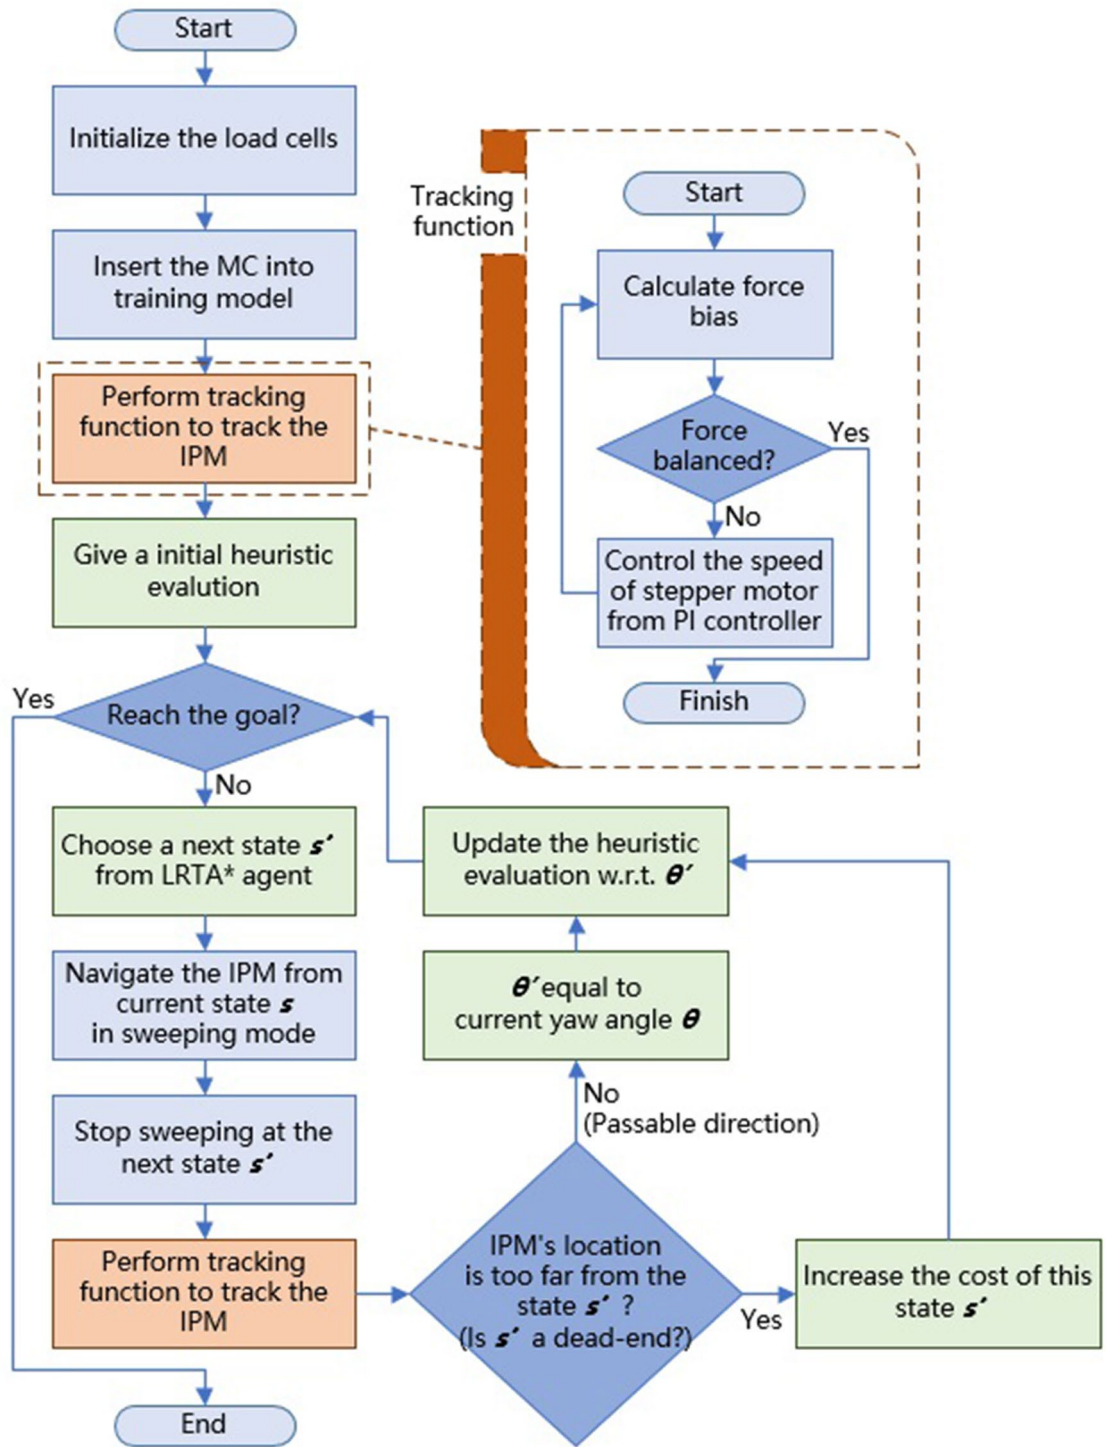 Start
Initialize the load cells
Insert the MC into
training model
Perform tracking
function to track the
IPM
Give a initial heuristic
evalution
Reach the goal?
Yes
No
Choose a next state s′
from LRTA* agent
Navigate the IPM from
current state s
in sweeping mode
Stop sweeping at the
next state s′
Perform tracking
function to track the
IPM
End
IPM's location
is too far from the
state s′ ?
(Is s′ a dead-end?)
No
(Passable direction)
Yes
θ′ equal to
current yaw angle θ
Update the heuristic
evaluation w.r.t. θ′
Increase the cost of this
state s′
Tracking
function
Start
Calculate force
bias
Force
balanced?
Yes
No
Control the speed
of stepper motor
from PI controller
Finish